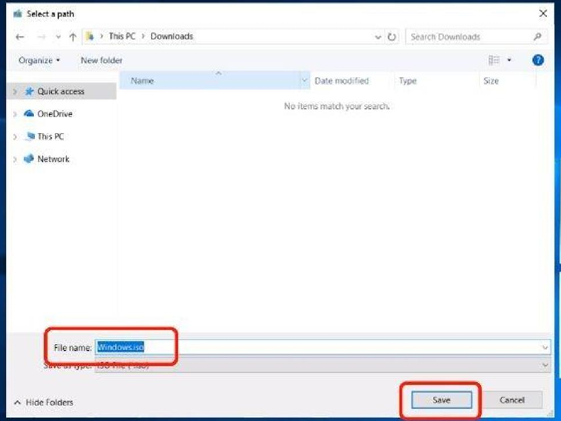 Select a path
This PC > Downloads
Search Downloads
Organize
New folder
Name
Date modified
Type
Size
Quick access
No items match your search.
OneDrive
This PC
Network
File name: Windows.iso
Save as type: ISO File (*.iso)
Hide Folders
Save
Cancel